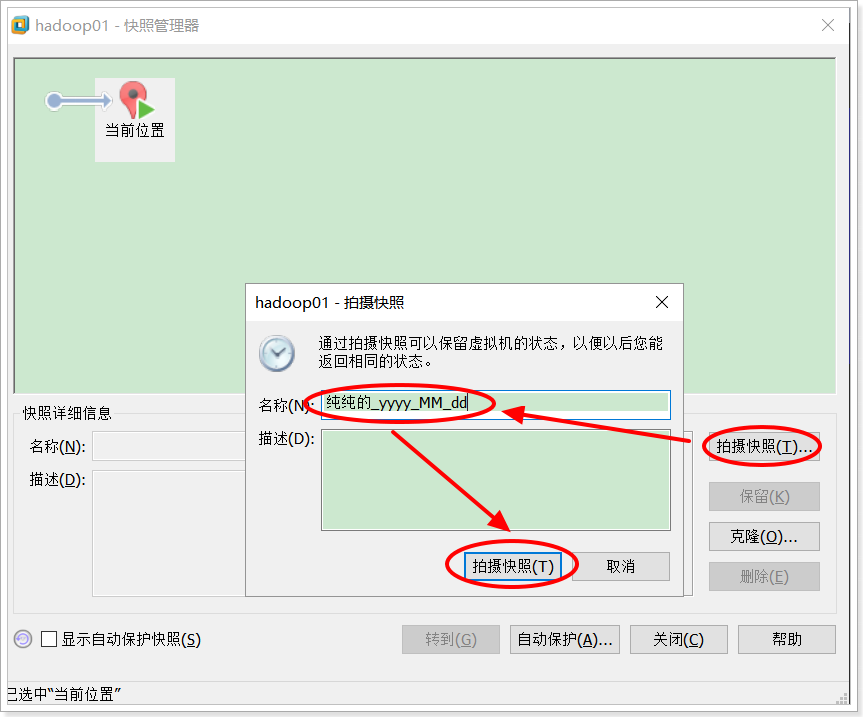 hadoop01 - 快照管理器
当前位置
hadoop01 - 拍摄快照
通过拍摄快照可以保留虚拟机的状态，以便以后您能
返回相同的状态。
名称(N):
纯纯的_yyyy_MM_dd
描述(D):
拍摄快照(T)
取消
快照详细信息
名称(N):
描述(D):
拍摄快照(T)...
保留(K)
克隆(O)...
删除(E)
显示自动保护快照(S)
转到(G)
自动保护(A)...
关闭(C)
帮助
已选中“当前位置”